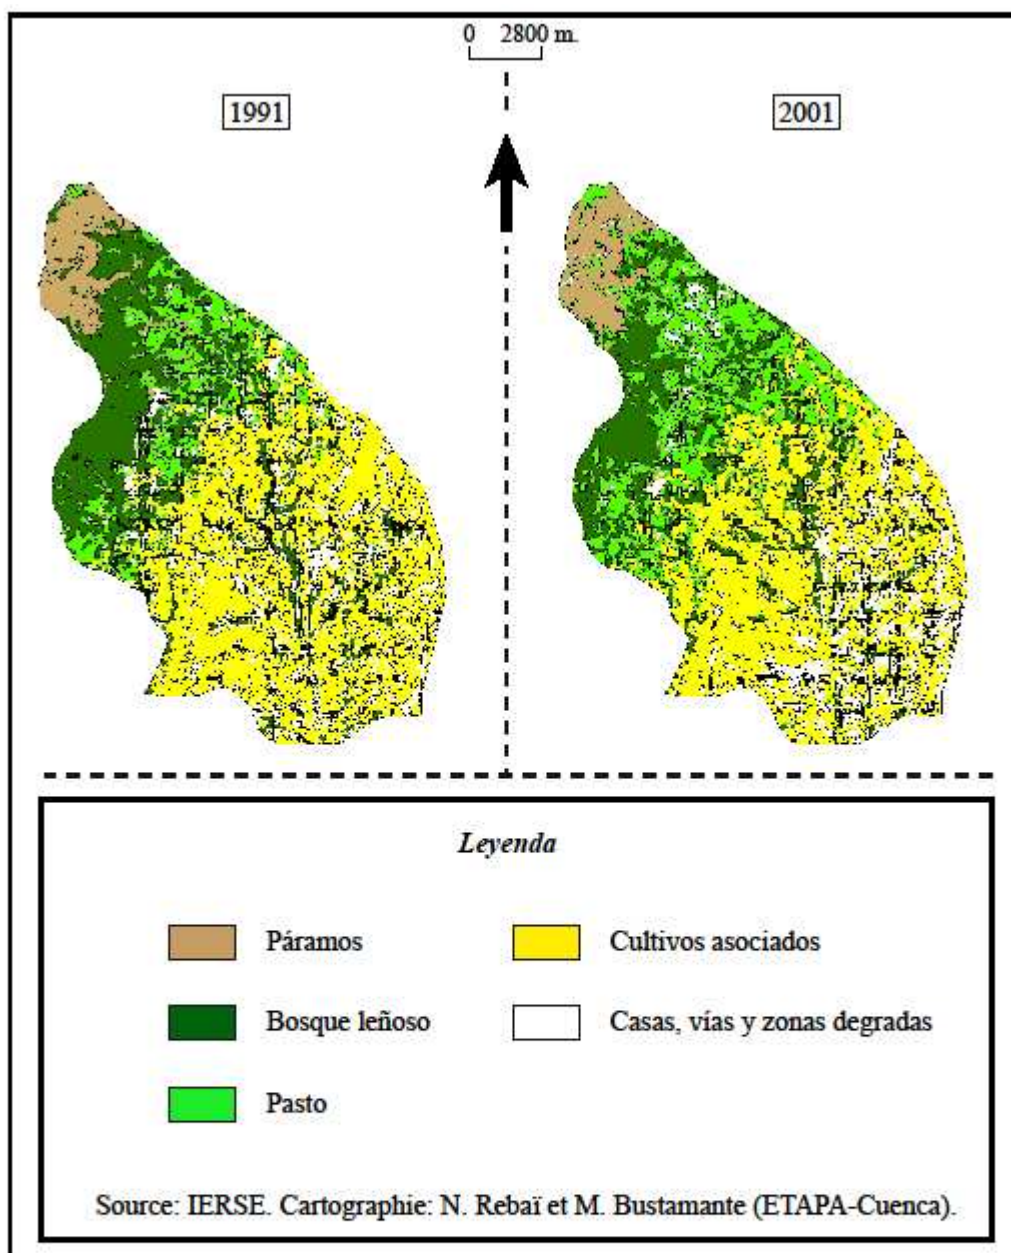 0 2800 m.
1991
2001
Leyenda
Páramos
Cultivos asociados
Bosque leñoso
Casas, vías y zonas degradas
Pasto
Source: IERSE. Cartographie: N. Rebaï et M. Bustamante (ETAPA-Cuenca).